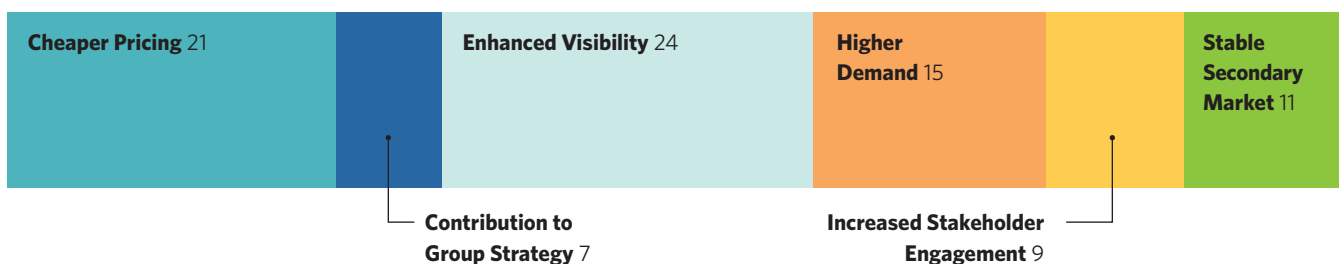 Cheaper Pricing 21
Enhanced Visibility 24
Higher
Demand 15
Stable
Secondary
Market 11
Contribution to
Group Strategy 7
Increased Stakeholder
Engagement 9